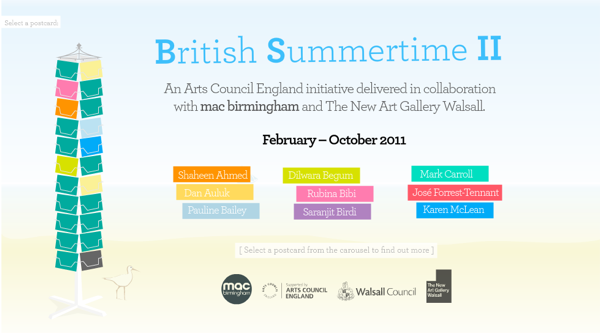 Select a postcard:
British Summertime II
An Arts Council England initiative delivered in collaboration
with mac birmingham and The New Art Gallery Walsall.
February – October 2011
Shaheen Ahmed
Dilwara Begum
Mark Carroll
Dan Auluk
Rubina Bibi
José Forrest-Tennant
Pauline Bailey
Saranjit Birdi
Karen McLean
[ Select a postcard from the carousel to find out more ]
mac
birmingham
Supported by
ARTS COUNCIL
ENGLAND
Walsall Council
The New
Art Gallery
Walsall